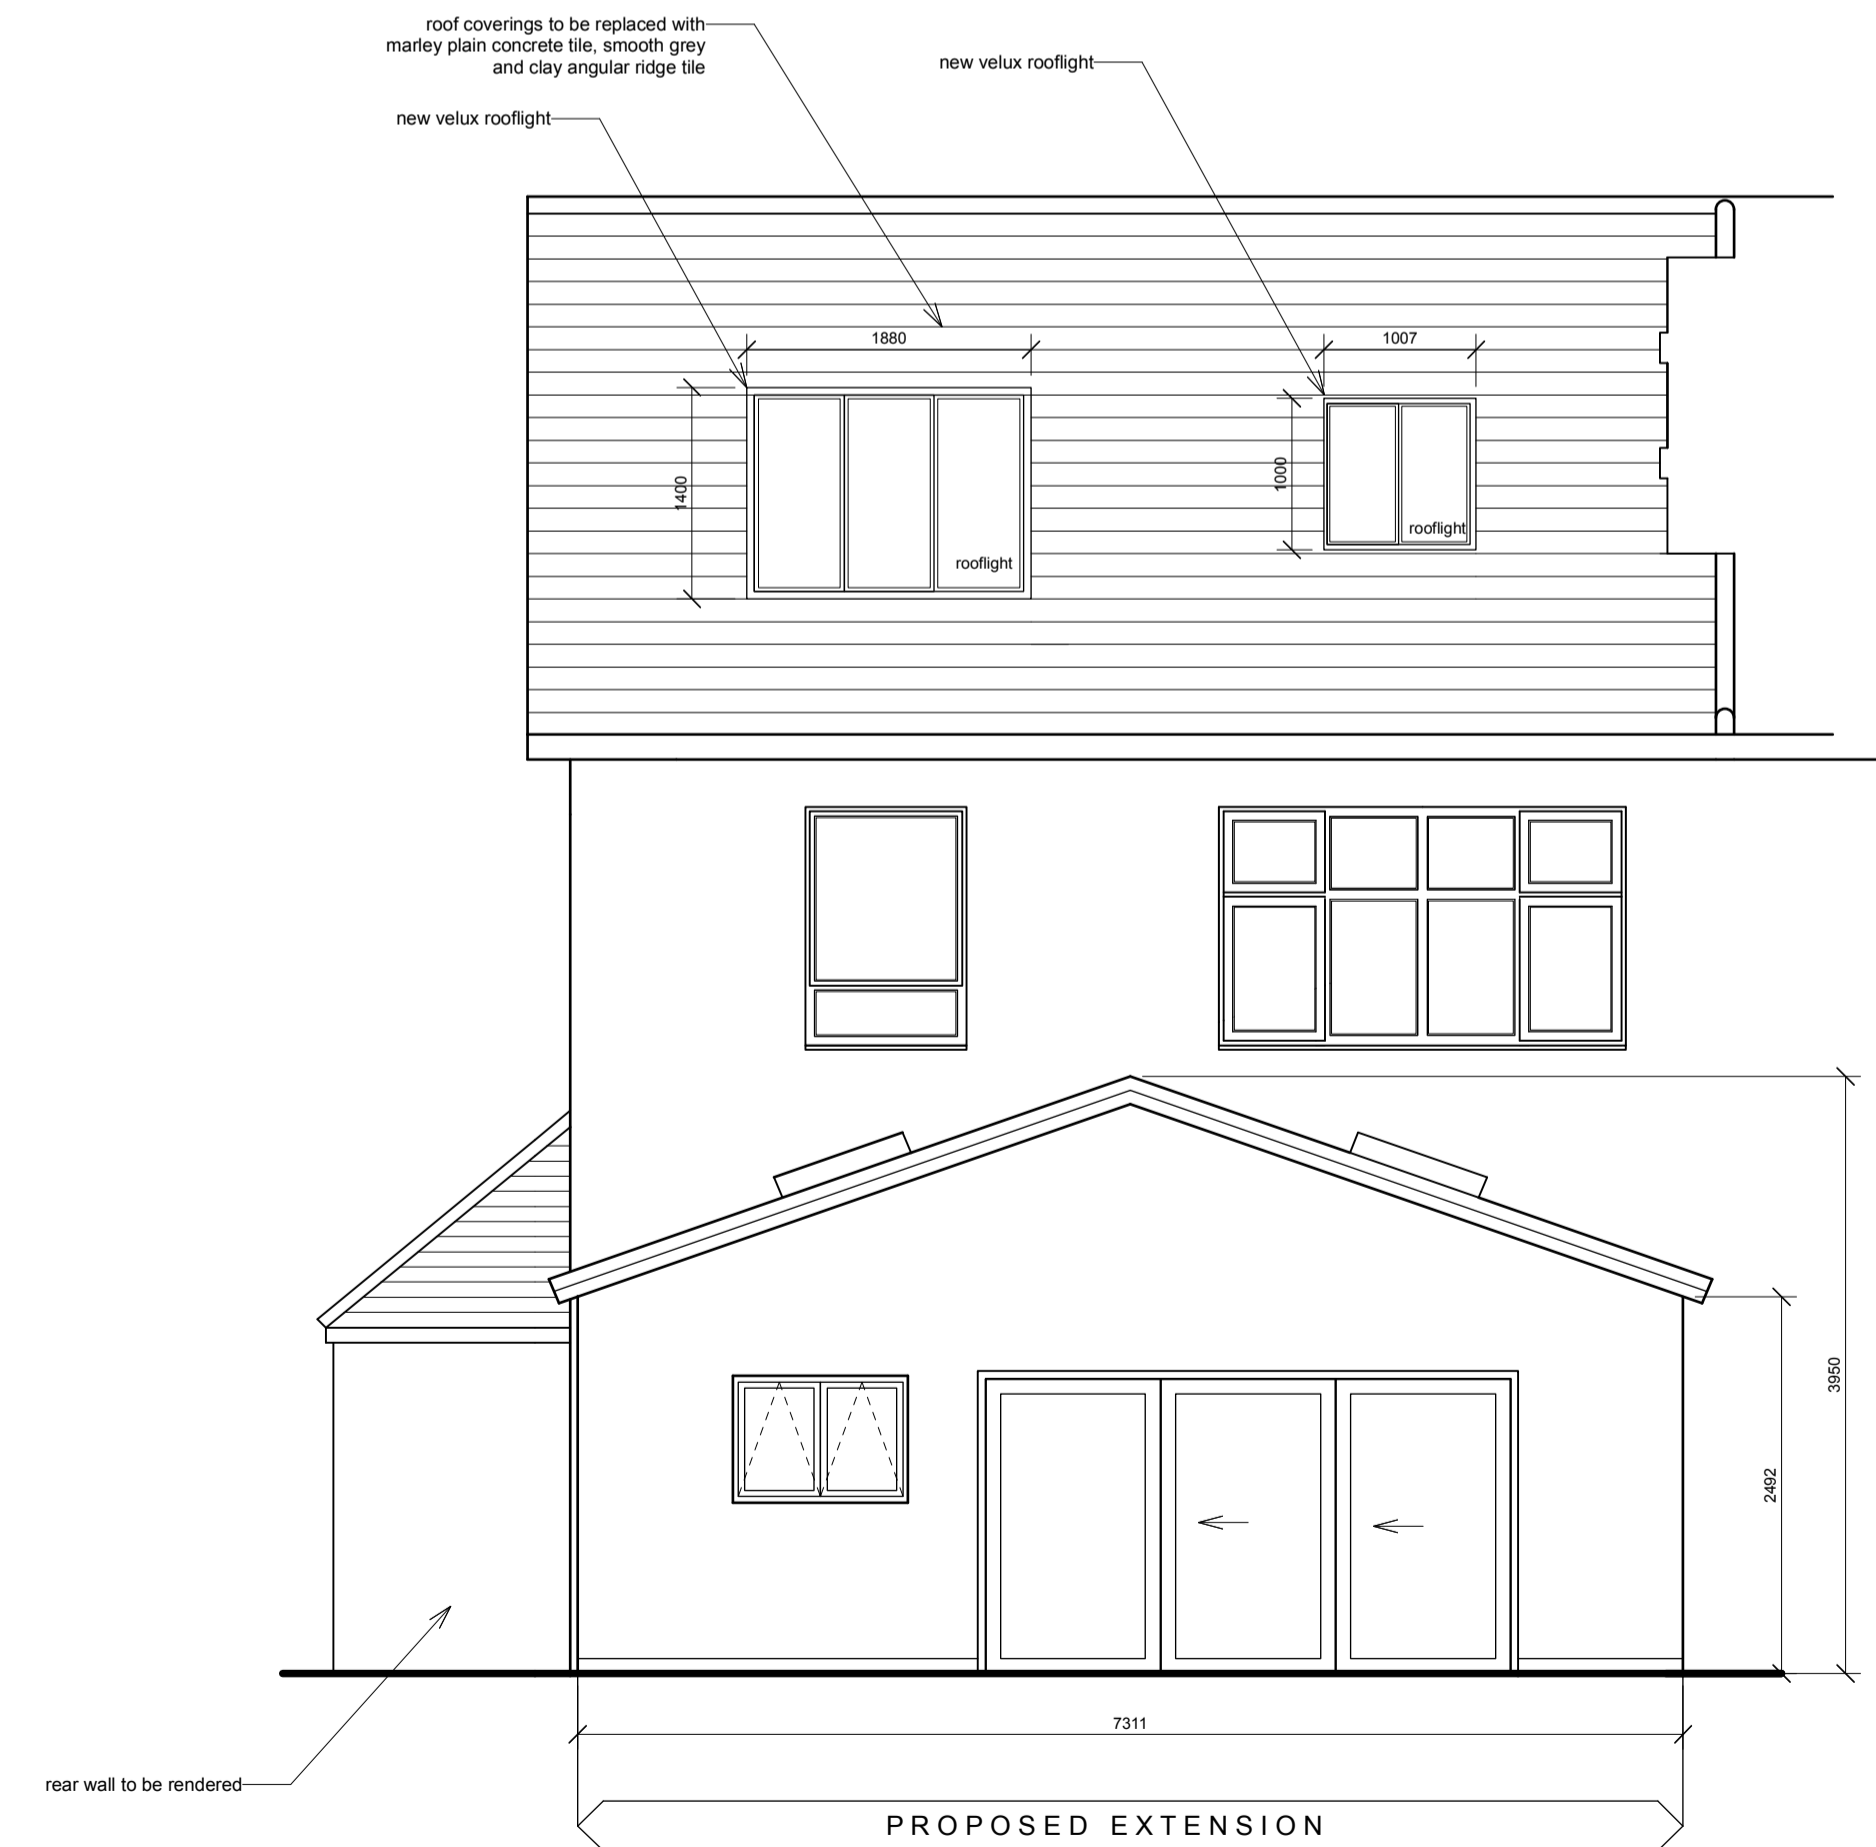 roof coverings to be replaced with
marley plain concrete tile, smooth grey
and clay angular ridge tile
new velux rooflight
new velux rooflight
1880
1007
1400
1000
rooflight
rooflight
3950
2492
7311
rear wall to be rendered
PROPOSED EXTENSION